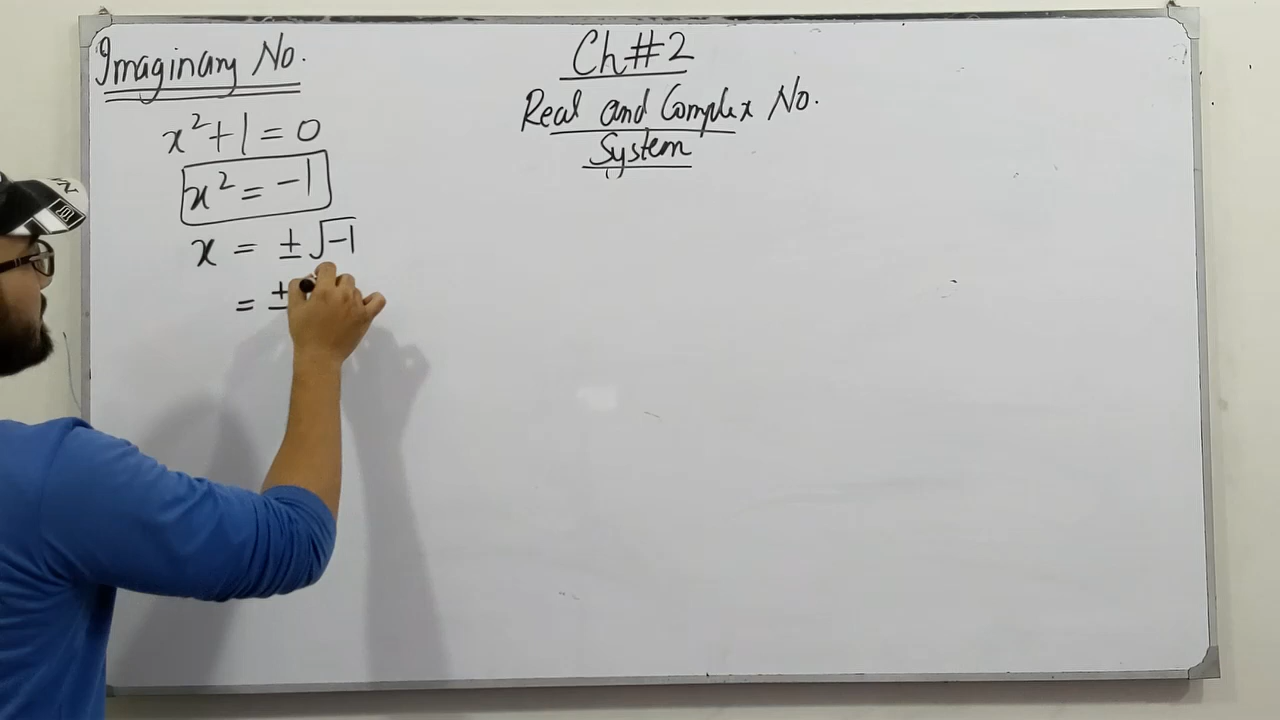 Imaginary No.
x² + 1 = 0
x² = -1
x = ± √-1
= ±
Ch # 2
Real and Complex No.
System